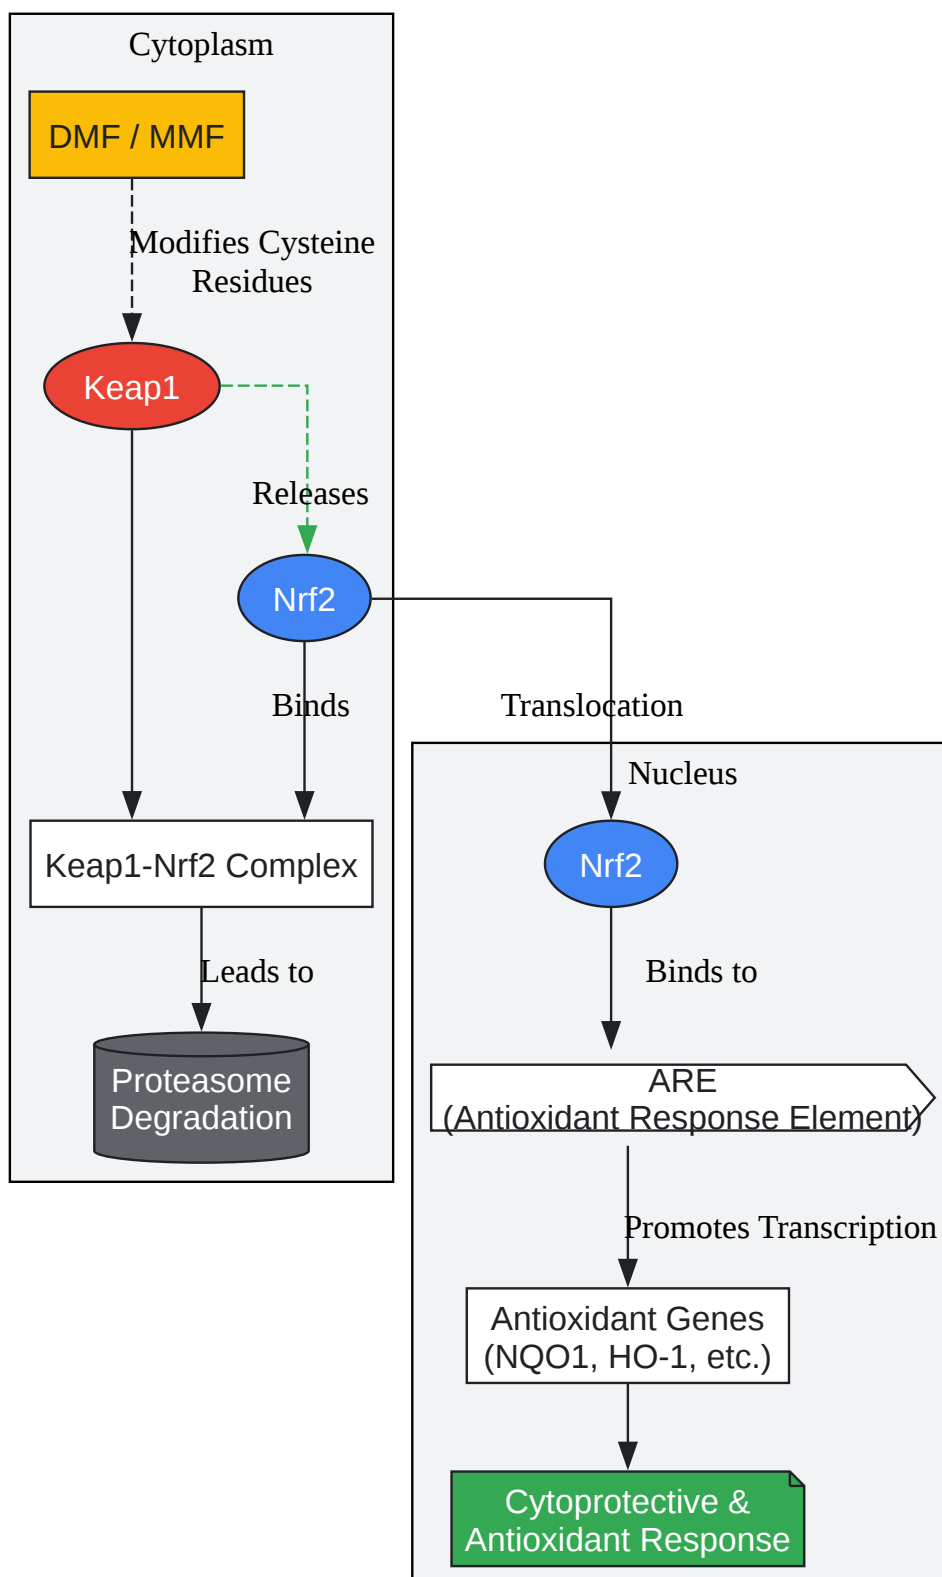 Cytoplasm
DMF / MMF
Modifies Cysteine
Residues
Keap1
Releases
Nrf2
Binds
Translocation
Nucleus
Keap1-Nrf2 Complex
Nrf2
Leads to
Binds to
Proteasome
Degradation
ARE
(Antioxidant Response Element)
Promotes Transcription
Antioxidant Genes
(NQO1, HO-1, etc.)
Cytoprotective &
Antioxidant Response